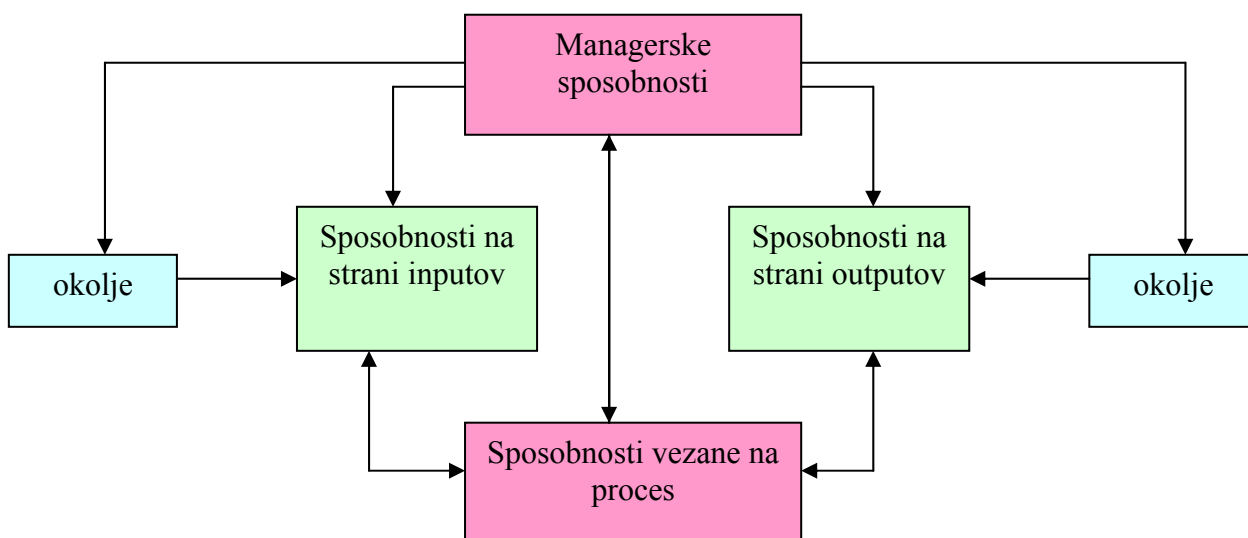 Managerske
sposobnosti
Sposobnosti na
strani inputov
Sposobnosti na
strani outputov
okolje
okolje
Sposobnosti vezane na
proces